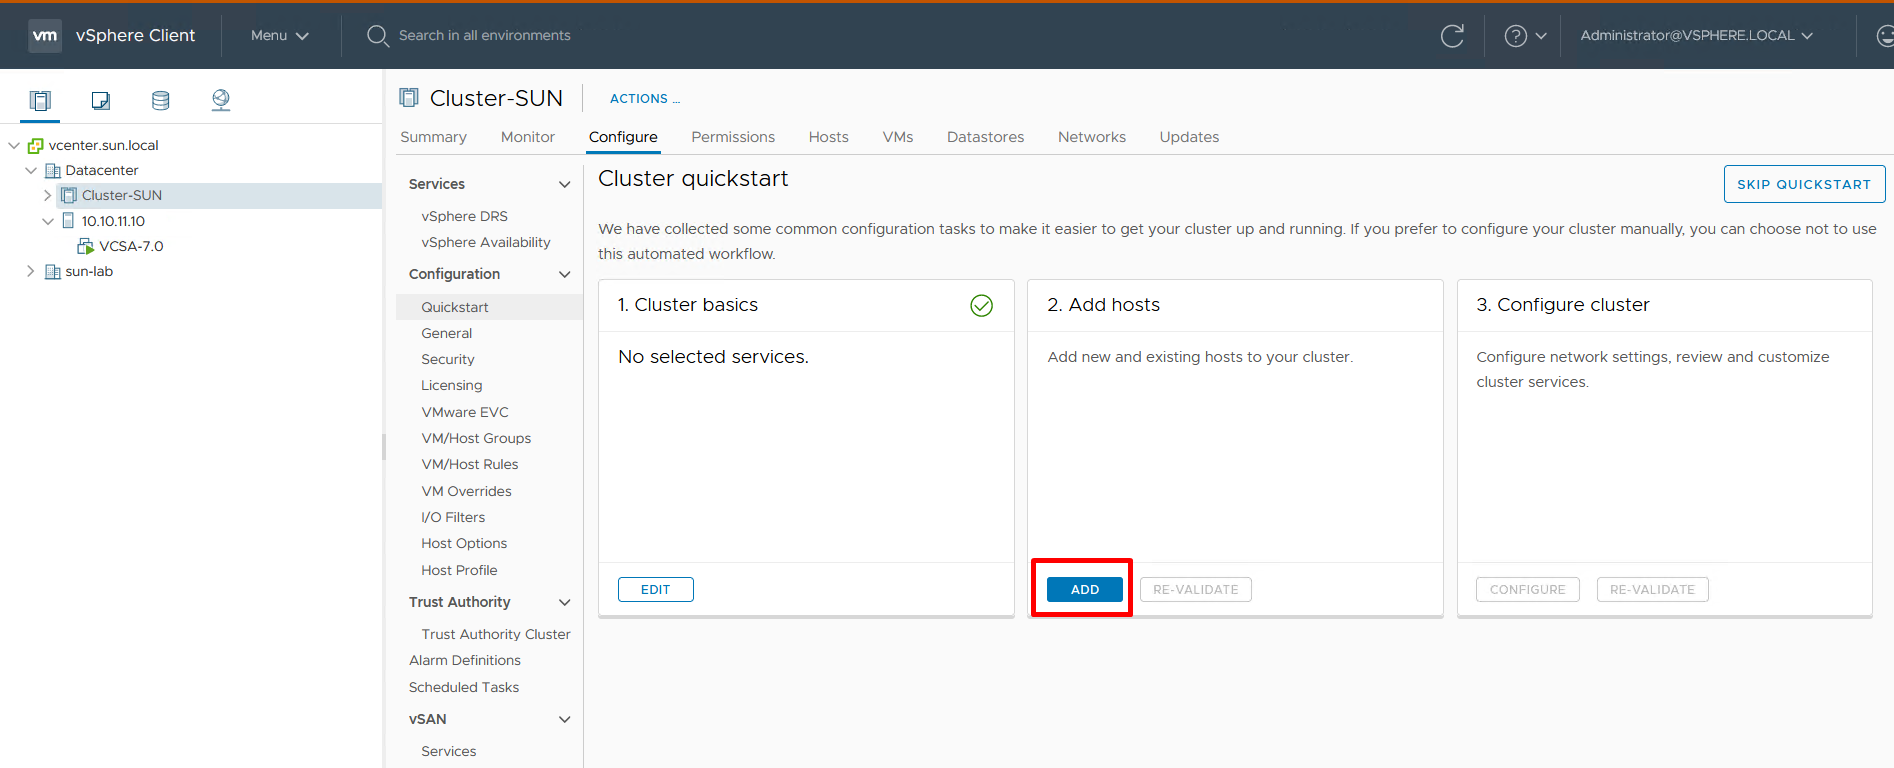 vm vSphere Client Menu Search in all environments Administrator@VSPHERE.LOCAL
vcenter.sun.local
Datacenter
Cluster-SUN
10.10.11.10
VCSA-7.0
sun-lab
Cluster-SUN ACTIONS ...
Summary Monitor Configure Permissions Hosts VMs Datastores Networks Updates
Services
vSphere DRS
vSphere Availability
Configuration
Quickstart
General
Security
Licensing
VMware EVC
VM/Host Groups
VM/Host Rules
VM Overrides
I/O Filters
Host Options
Host Profile
Trust Authority
Trust Authority Cluster
Alarm Definitions
Scheduled Tasks
vSAN
Services
Cluster quickstart
SKIP QUICKSTART
We have collected some common configuration tasks to make it easier to get your cluster up and running. If you prefer to configure your cluster manually, you can choose not to use
this automated workflow.
1. Cluster basics
No selected services.
EDIT
2. Add hosts
Add new and existing hosts to your cluster.
ADD RE-VALIDATE
3. Configure cluster
Configure network settings, review and customize
cluster services.
CONFIGURE RE-VALIDATE